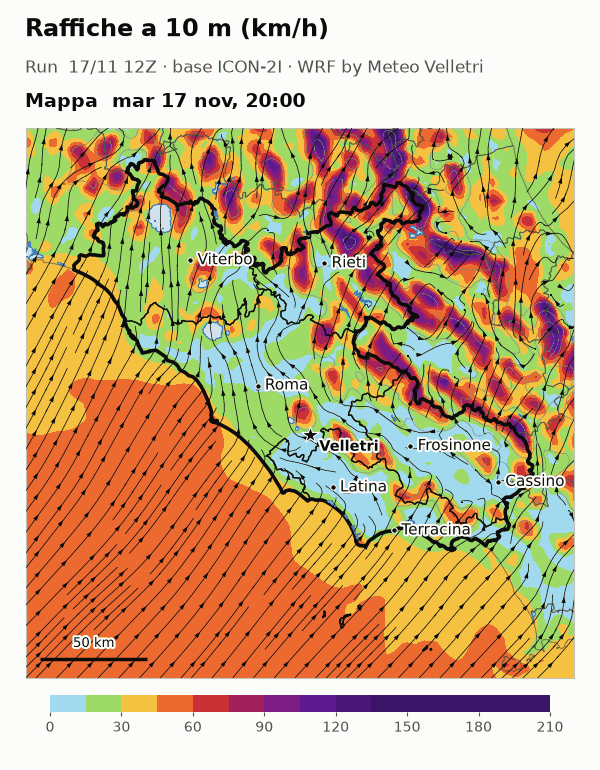 Raffiche a 10 m (km/h)
Run  17/11 12Z · base ICON-2I · WRF by Meteo Velletri
Mappa  mar 17 nov, 20:00
Viterbo
Rieti
Roma
Velletri
Frosinone
Latina
Cassino
Terracina
50 km
0 30 60 90 120 150 180 210